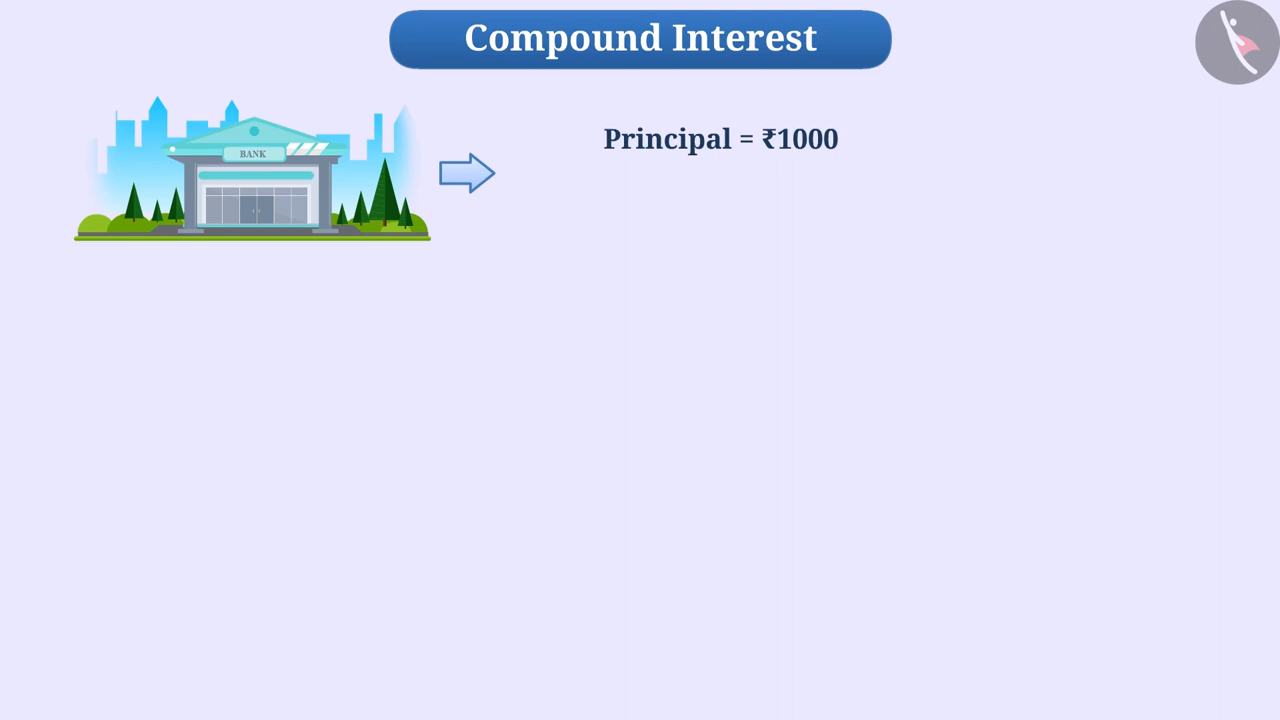 Compound Interest
BANK
Principal = ₹1000